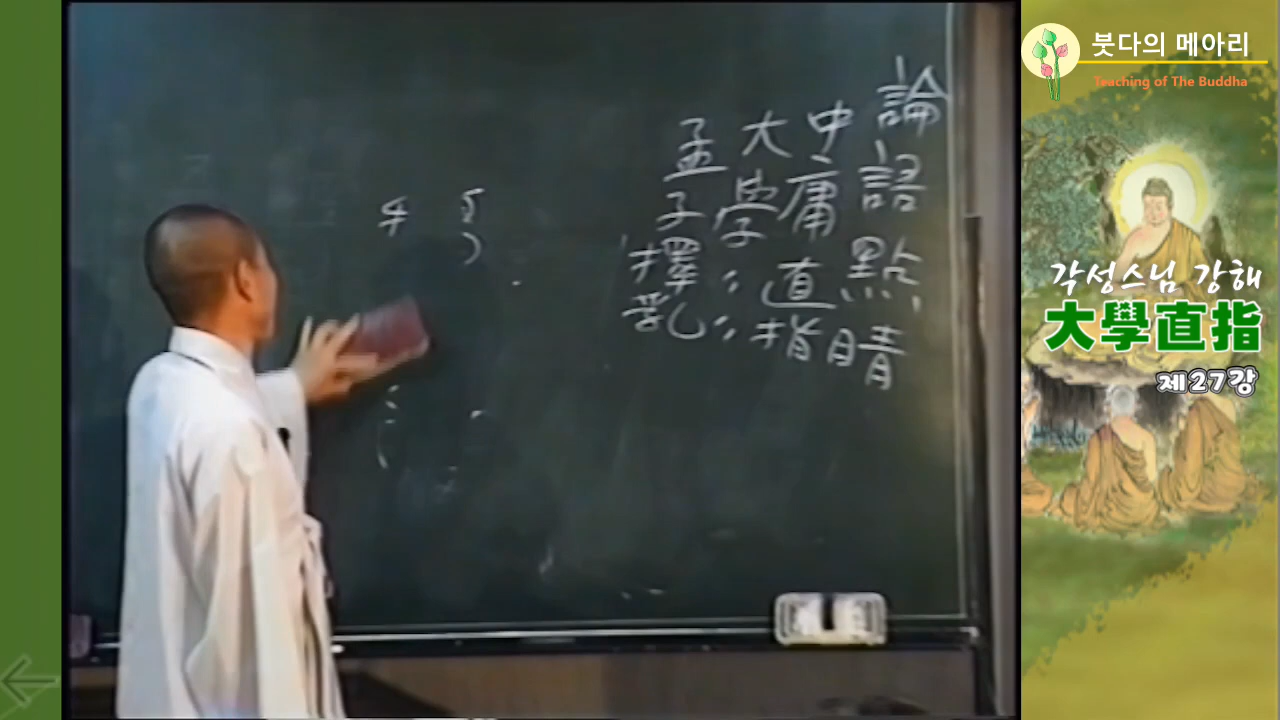 論語點睛
中庸直指
大學〃〃
孟子擇乳
붓다의 메아리
Teaching of The Buddha
각성스님 강해
大學直指
제27강